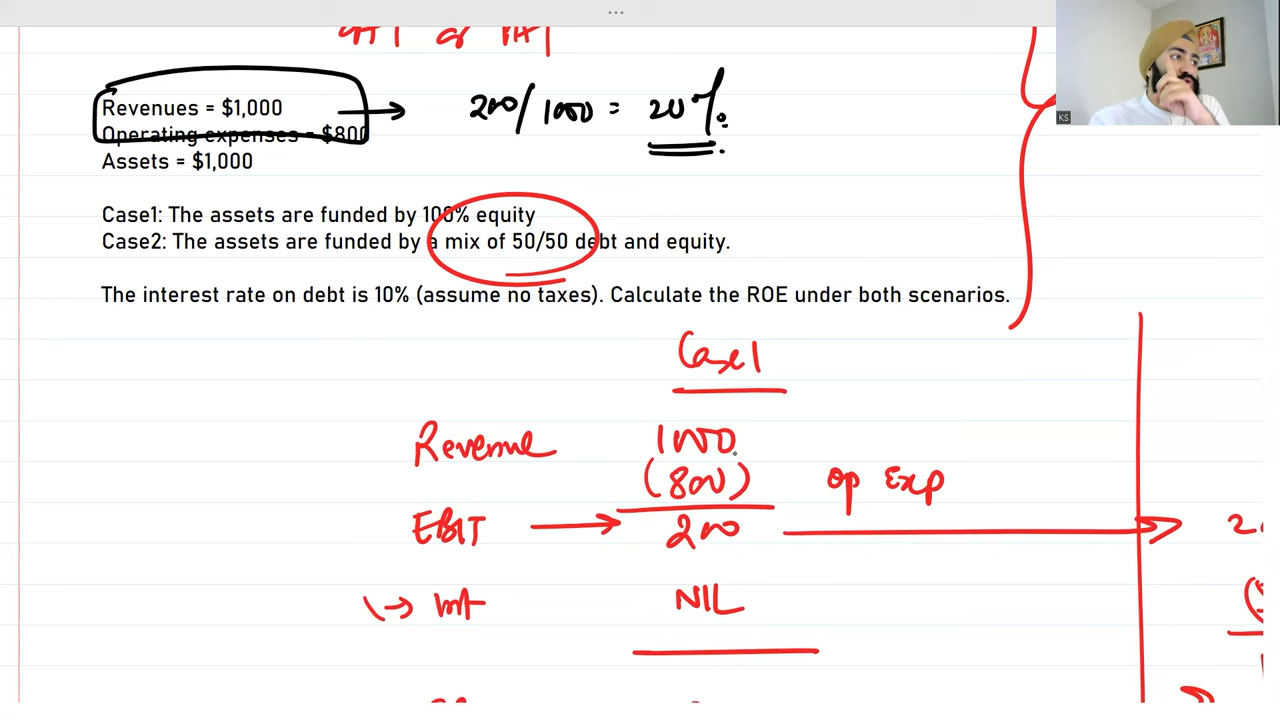 Revenues = $1,000 → 200/1000 = 20%
Operating expenses = $800
Assets = $1,000
Case1: The assets are funded by 100% equity
Case2: The assets are funded by a mix of 50/50 debt and equity.
The interest rate on debt is 10% (assume no taxes). Calculate the ROE under both scenarios.
KS
Case 1
Revenue 1000
(800) op Exp
EBIT → 200
Int NIL